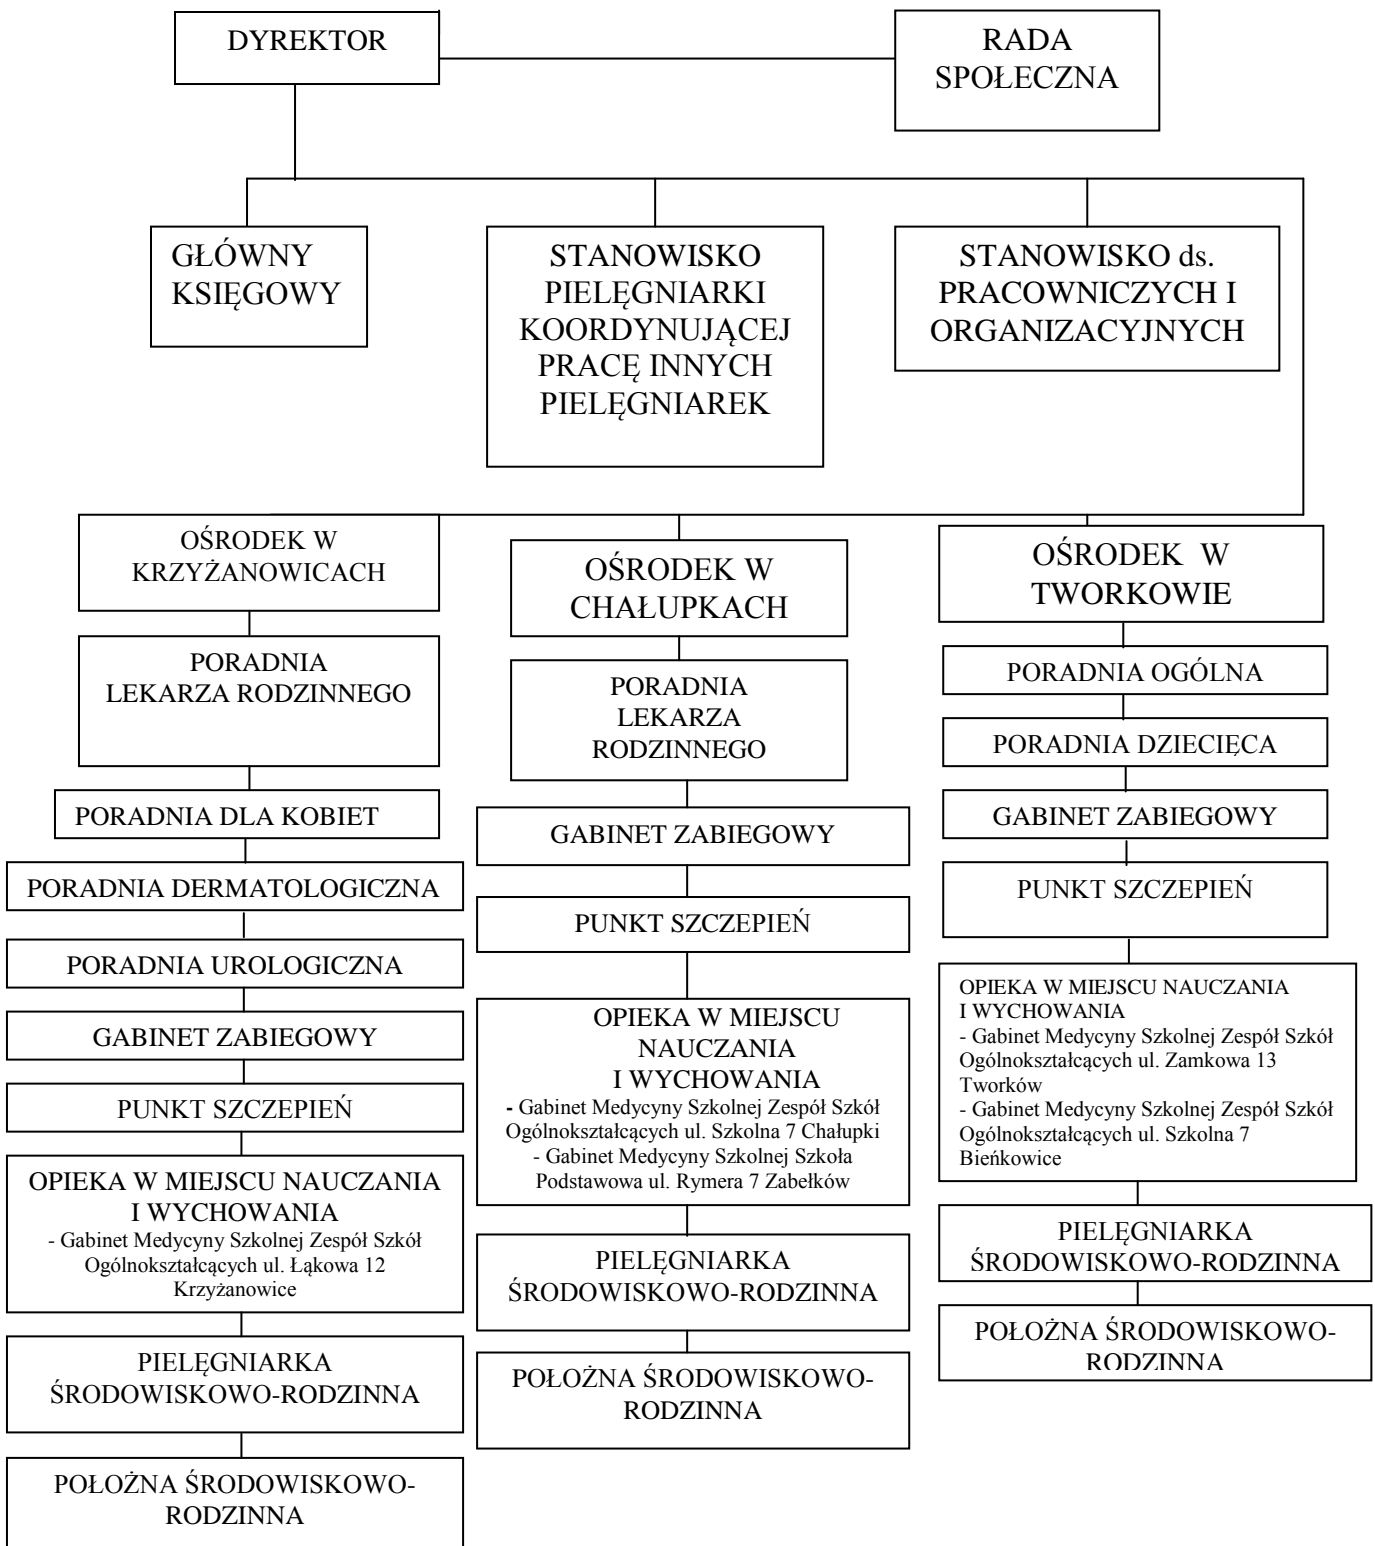 DYREKTOR
RADA
SPOŁECZNA
GŁÓWNY
KSIĘGOWY
STANOWISKO
PIELĘGNIARKI
KOORDYNUJĄCEJ
PRACĘ INNYCH
PIELĘGNIAREK
STANOWISKO ds.
PRACOWNICZYCH I
ORGANIZACYJNYCH
OŚRODEK W
KRZYŻANOWICACH
PORADNIA
LEKARZA RODZINNEGO
PORADNIA DLA KOBIET
PORADNIA DERMATOLOGICZNA
PORADNIA UROLOGICZNA
GABINET ZABIEGOWY
PUNKT SZCZEPIEŃ
OPIEKA W MIEJSCU NAUCZANIA
I WYCHOWANIA
- Gabinet Medycyny Szkolnej Zespół Szkół
Ogólnokształcących ul. Łąkowa 12
Krzyżanowice
PIELĘGNIARKA
ŚRODOWISKOWO-RODZINNA
POŁOŻNA ŚRODOWISKOWO-
RODZINNA
OŚRODEK W
CHAŁUPKACH
PORADNIA
LEKARZA
RODZINNEGO
GABINET ZABIEGOWY
PUNKT SZCZEPIEŃ
OPIEKA W MIEJSCU
NAUCZANIA
I WYCHOWANIA
- Gabinet Medycyny Szkolnej Zespół Szkół
Ogólnokształcących ul. Szkolna 7 Chałupki
- Gabinet Medycyny Szkolnej Szkoła
Podstawowa ul. Rymera 7 Zabełków
PIELĘGNIARKA
ŚRODOWISKOWO-RODZINNA
POŁOŻNA ŚRODOWISKOWO-
RODZINNA
OŚRODEK W
TWORKOWIE
PORADNIA OGÓLNA
PORADNIA DZIECIĘCA
GABINET ZABIEGOWY
PUNKT SZCZEPIEŃ
OPIEKA W MIEJSCU NAUCZANIA
I WYCHOWANIA
- Gabinet Medycyny Szkolnej Zespół Szkół
Ogólnokształcących ul. Zamkowa 13
Tworków
- Gabinet Medycyny Szkolnej Zespół Szkół
Ogólnokształcących ul. Szkolna 7
Bieńkowice
PIELĘGNIARKA
ŚRODOWISKOWO-RODZINNA
POŁOŻNA ŚRODOWISKOWO-
RODZINNA